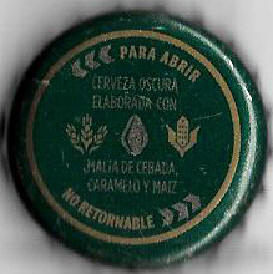 PARA ABRIR
CERVEZA OSCURA
ELABORADA CON
MALTA DE CEBADA,
CARAMELO Y MAIZ
NO RETORNABLE